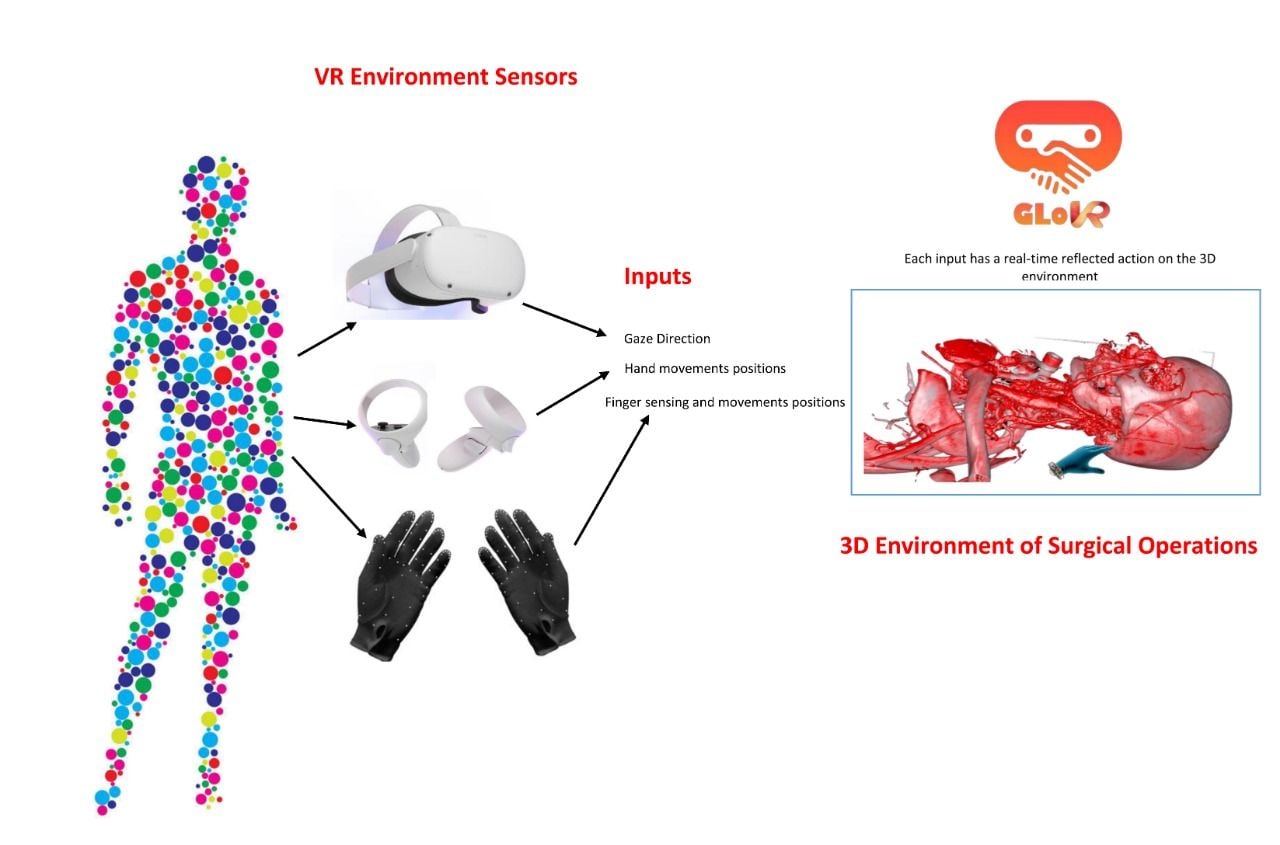 VR Environment Sensors
Inputs
Gaze Direction
Hand movements positions
Finger sensing and movements positions
GLoVR
Each input has a real-time reflected action on the 3D
environment
3D Environment of Surgical Operations